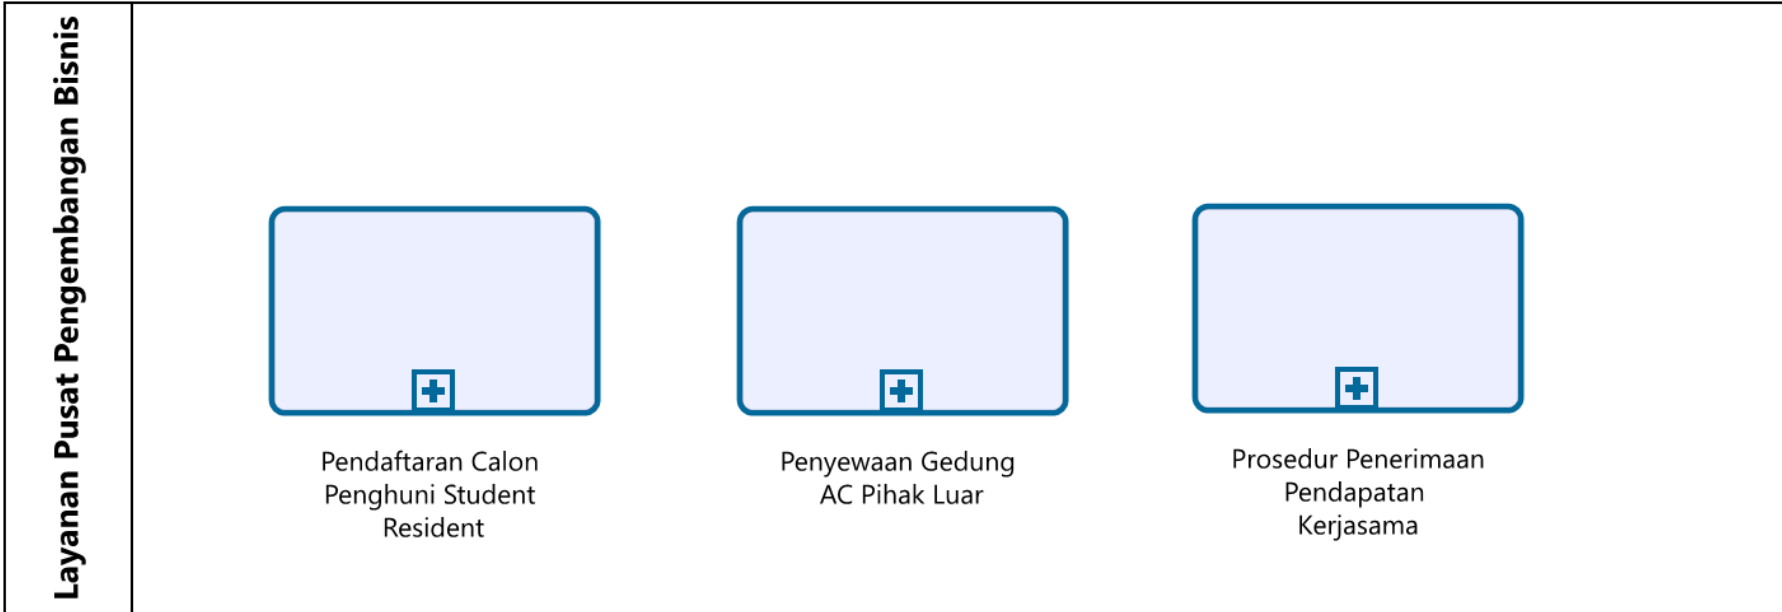 Layanan Pusat Pengembangan Bisnis
Pendaftaran Calon
Penghuni Student
Resident
Penyewaan Gedung
AC Pihak Luar
Prosedur Penerimaan
Pendapatan
Kerjasama